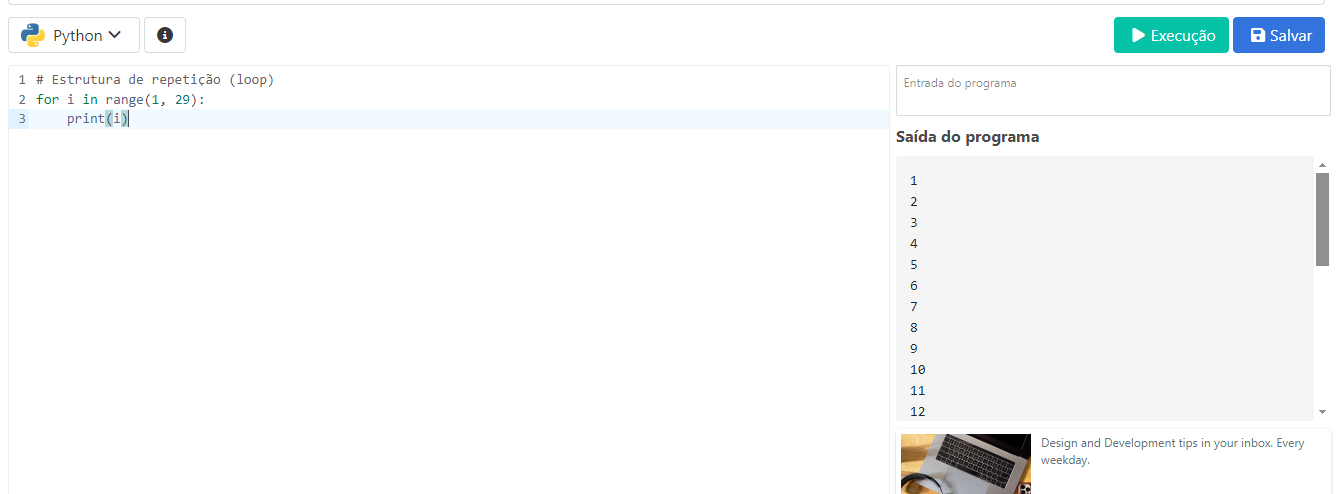 Python
Execução
Salvar
1 # Estrutura de repetição (loop)
2 for i in range(1, 29):
3     print(i)
Entrada do programa
Saída do programa
1
2
3
4
5
6
7
8
9
10
11
12
Design and Development tips in your inbox. Every
weekday.